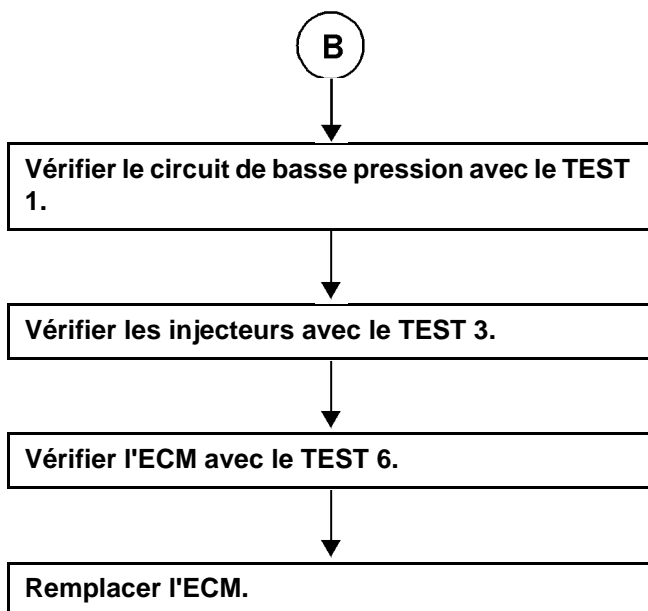 B
Vérifier le circuit de basse pression avec le TEST
1.
Vérifier les injecteurs avec le TEST 3.
Vérifier l'ECM avec le TEST 6.
Remplacer l'ECM.